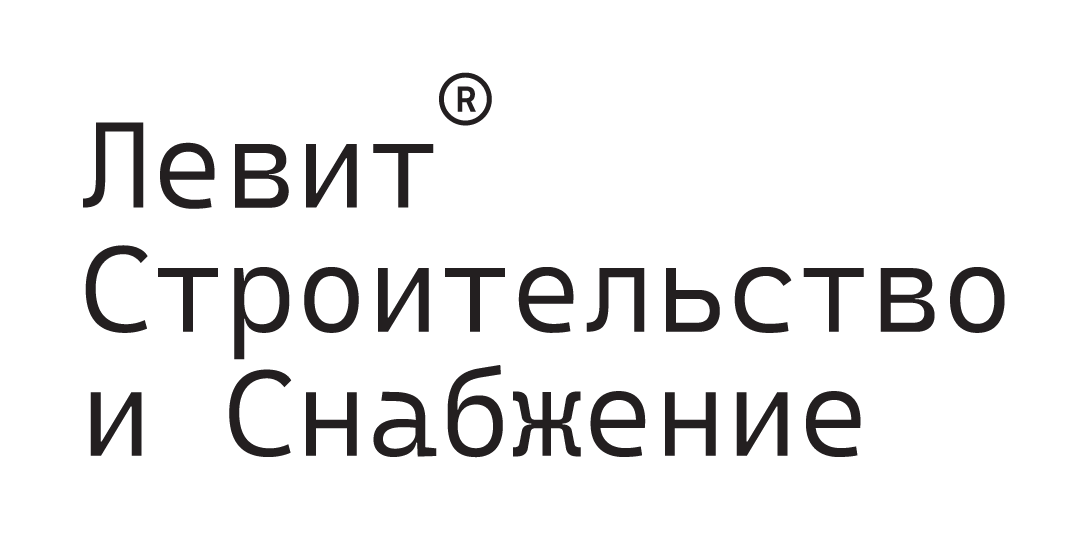 Левит®
Строительство
и Снабжение